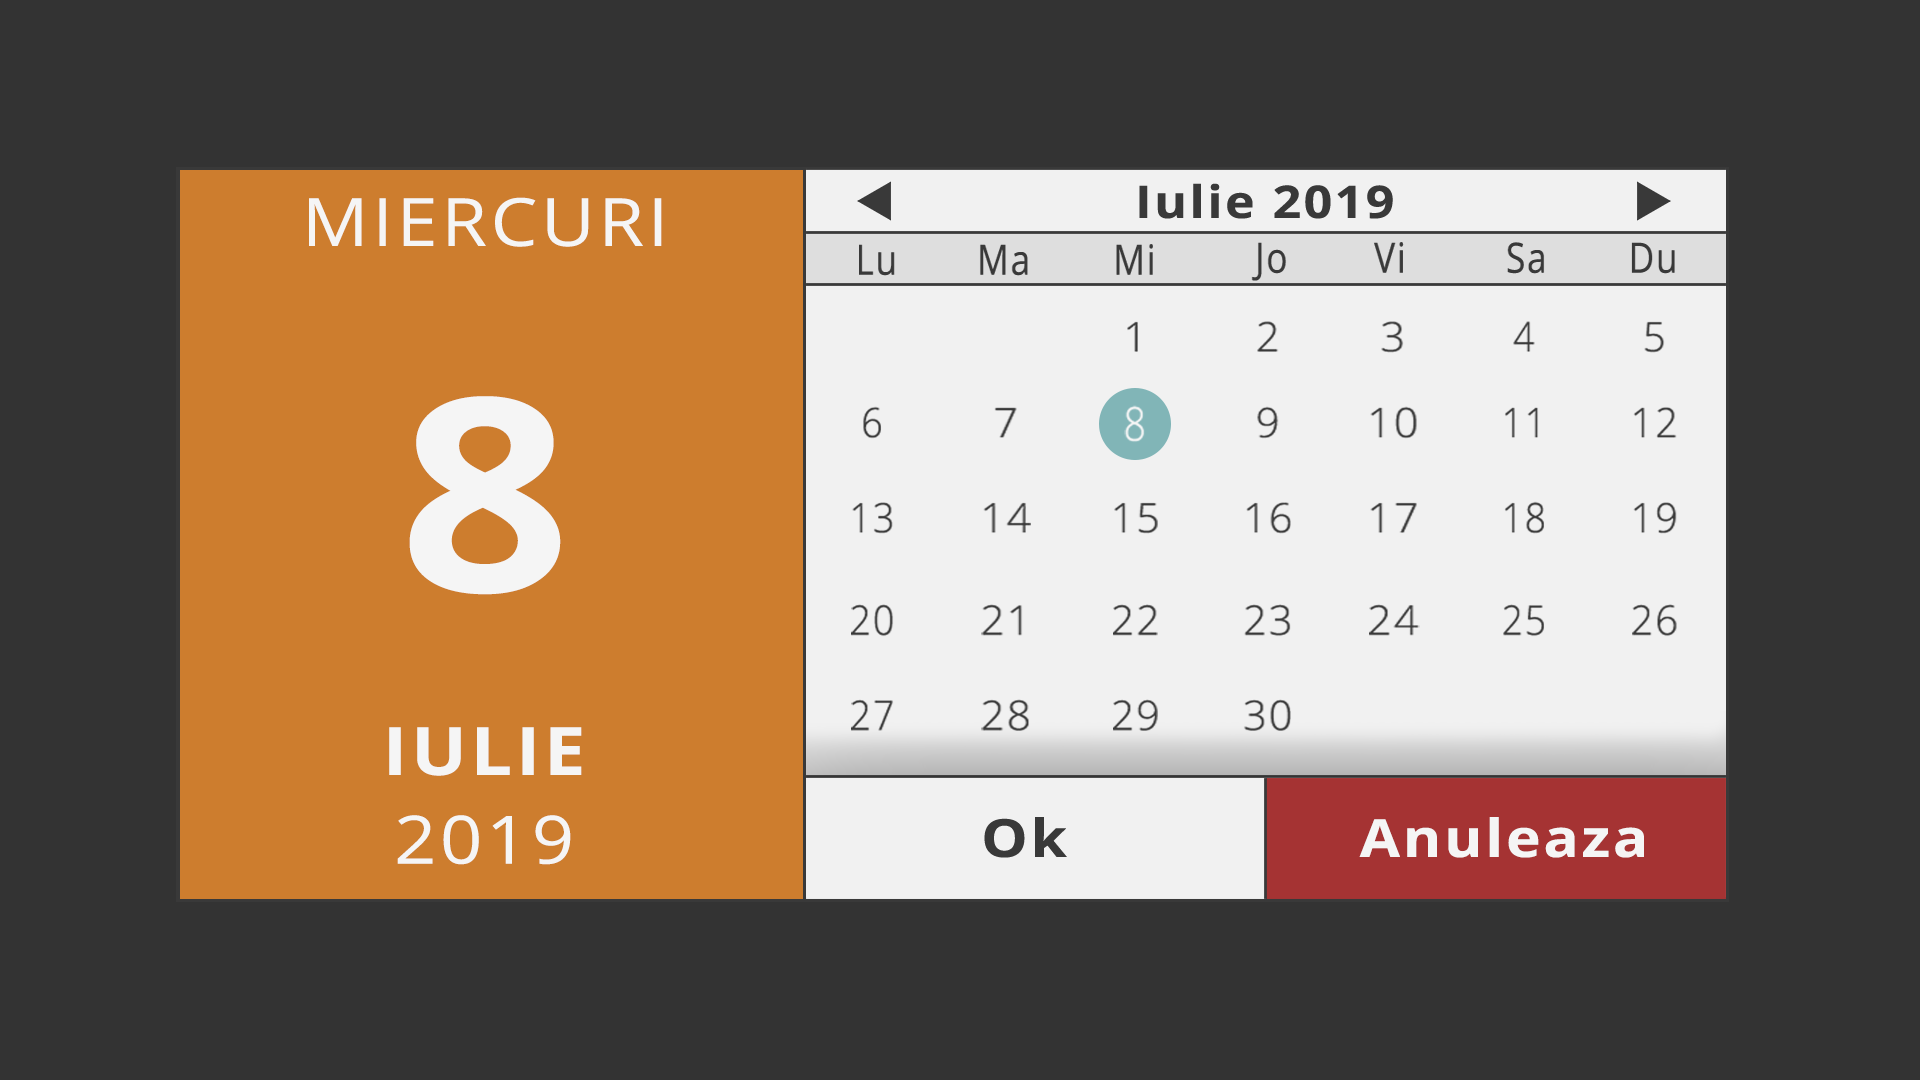 MIERCURI
8
IULIE
2019
Iulie 2019
Lu Ma Mi Jo Vi Sa Du
1 2 3 4 5
6 7 8 9 10 11 12
13 14 15 16 17 18 19
20 21 22 23 24 25 26
27 28 29 30
Ok Anuleaza